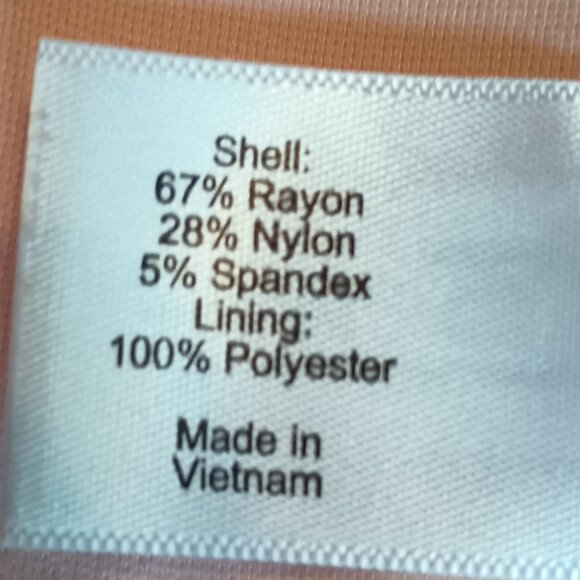 Shell:
67% Rayon
28% Nylon
5% Spandex
Lining:
100% Polyester
Made in
Vietnam